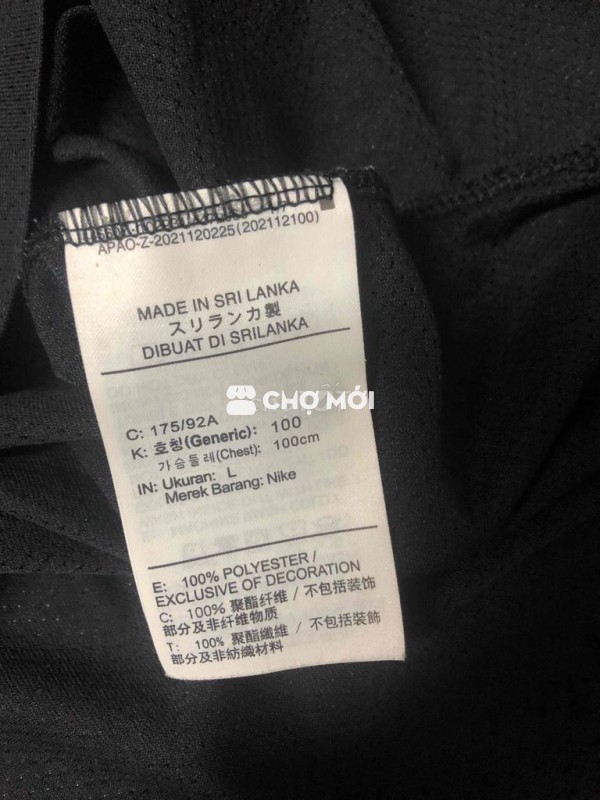 APAO-Z-2021120225(202112100)
MADE IN SRI LANKA
スリランカ製
DIBUAT DI SRILANKA
CHỢ MỚI
C: 175/92A
K: 호칭(Generic): 100
가슴둘레(Chest): 100cm
IN: Ukuran: L
Merek Barang: Nike
E: 100% POLYESTER /
EXCLUSIVE OF DECORATION
C: 100% 聚酯纤维 / 不包括装饰
部分及非纤维物质
T: 100% 聚酯纖維 / 不包括裝飾
部分及非紡織材料